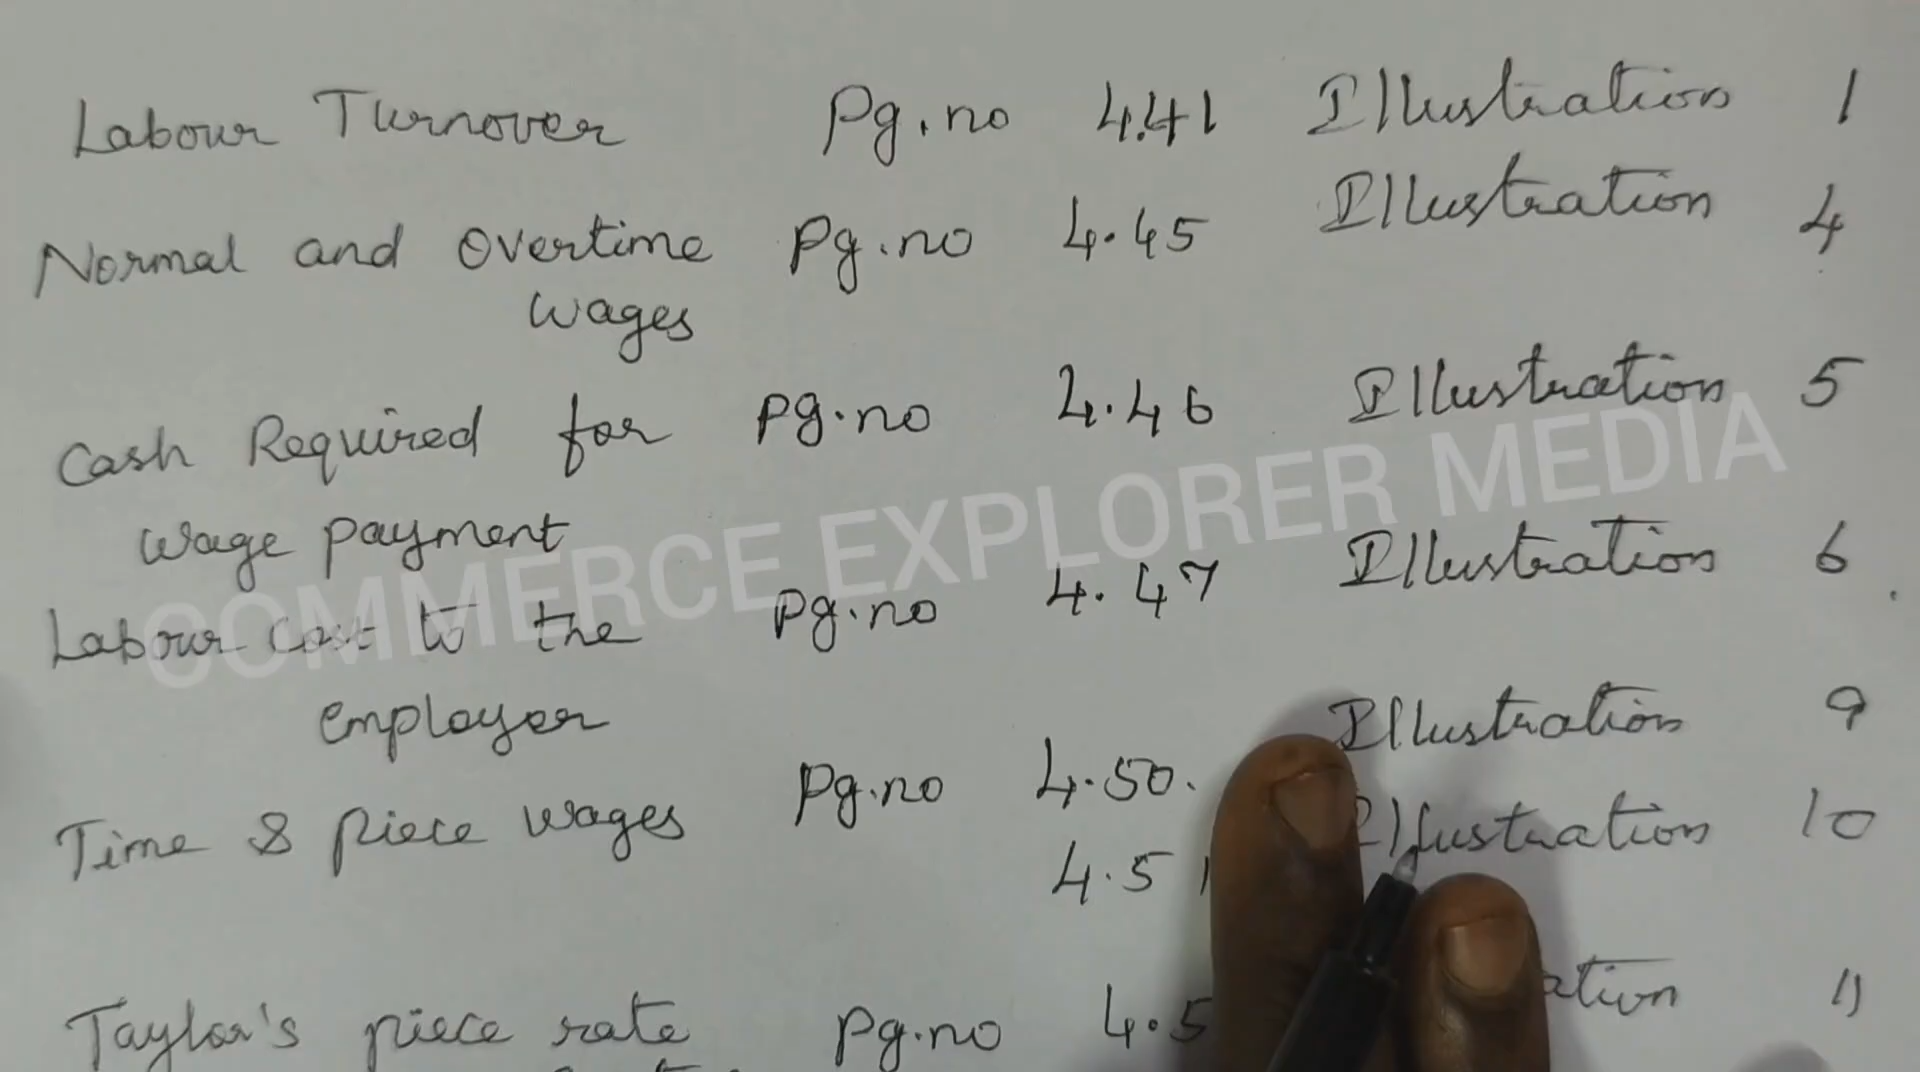 Labour Turnover Pg.no 4.41 Illustration 1
Normal and Overtime Pg.no 4.45 Illustration 4
Wages
Cash Required for Pg.no 4.46 Illustration 5
Wage payment
Labour cost to the Pg.no 4.47 Illustration 6
employer
Time & piece wages Pg.no 4.50. Illustration 9
4.51 Illustration 10
Taylor's piece rate Pg.no 4.5 ation 11
COMMERCE EXPLORER MEDIA